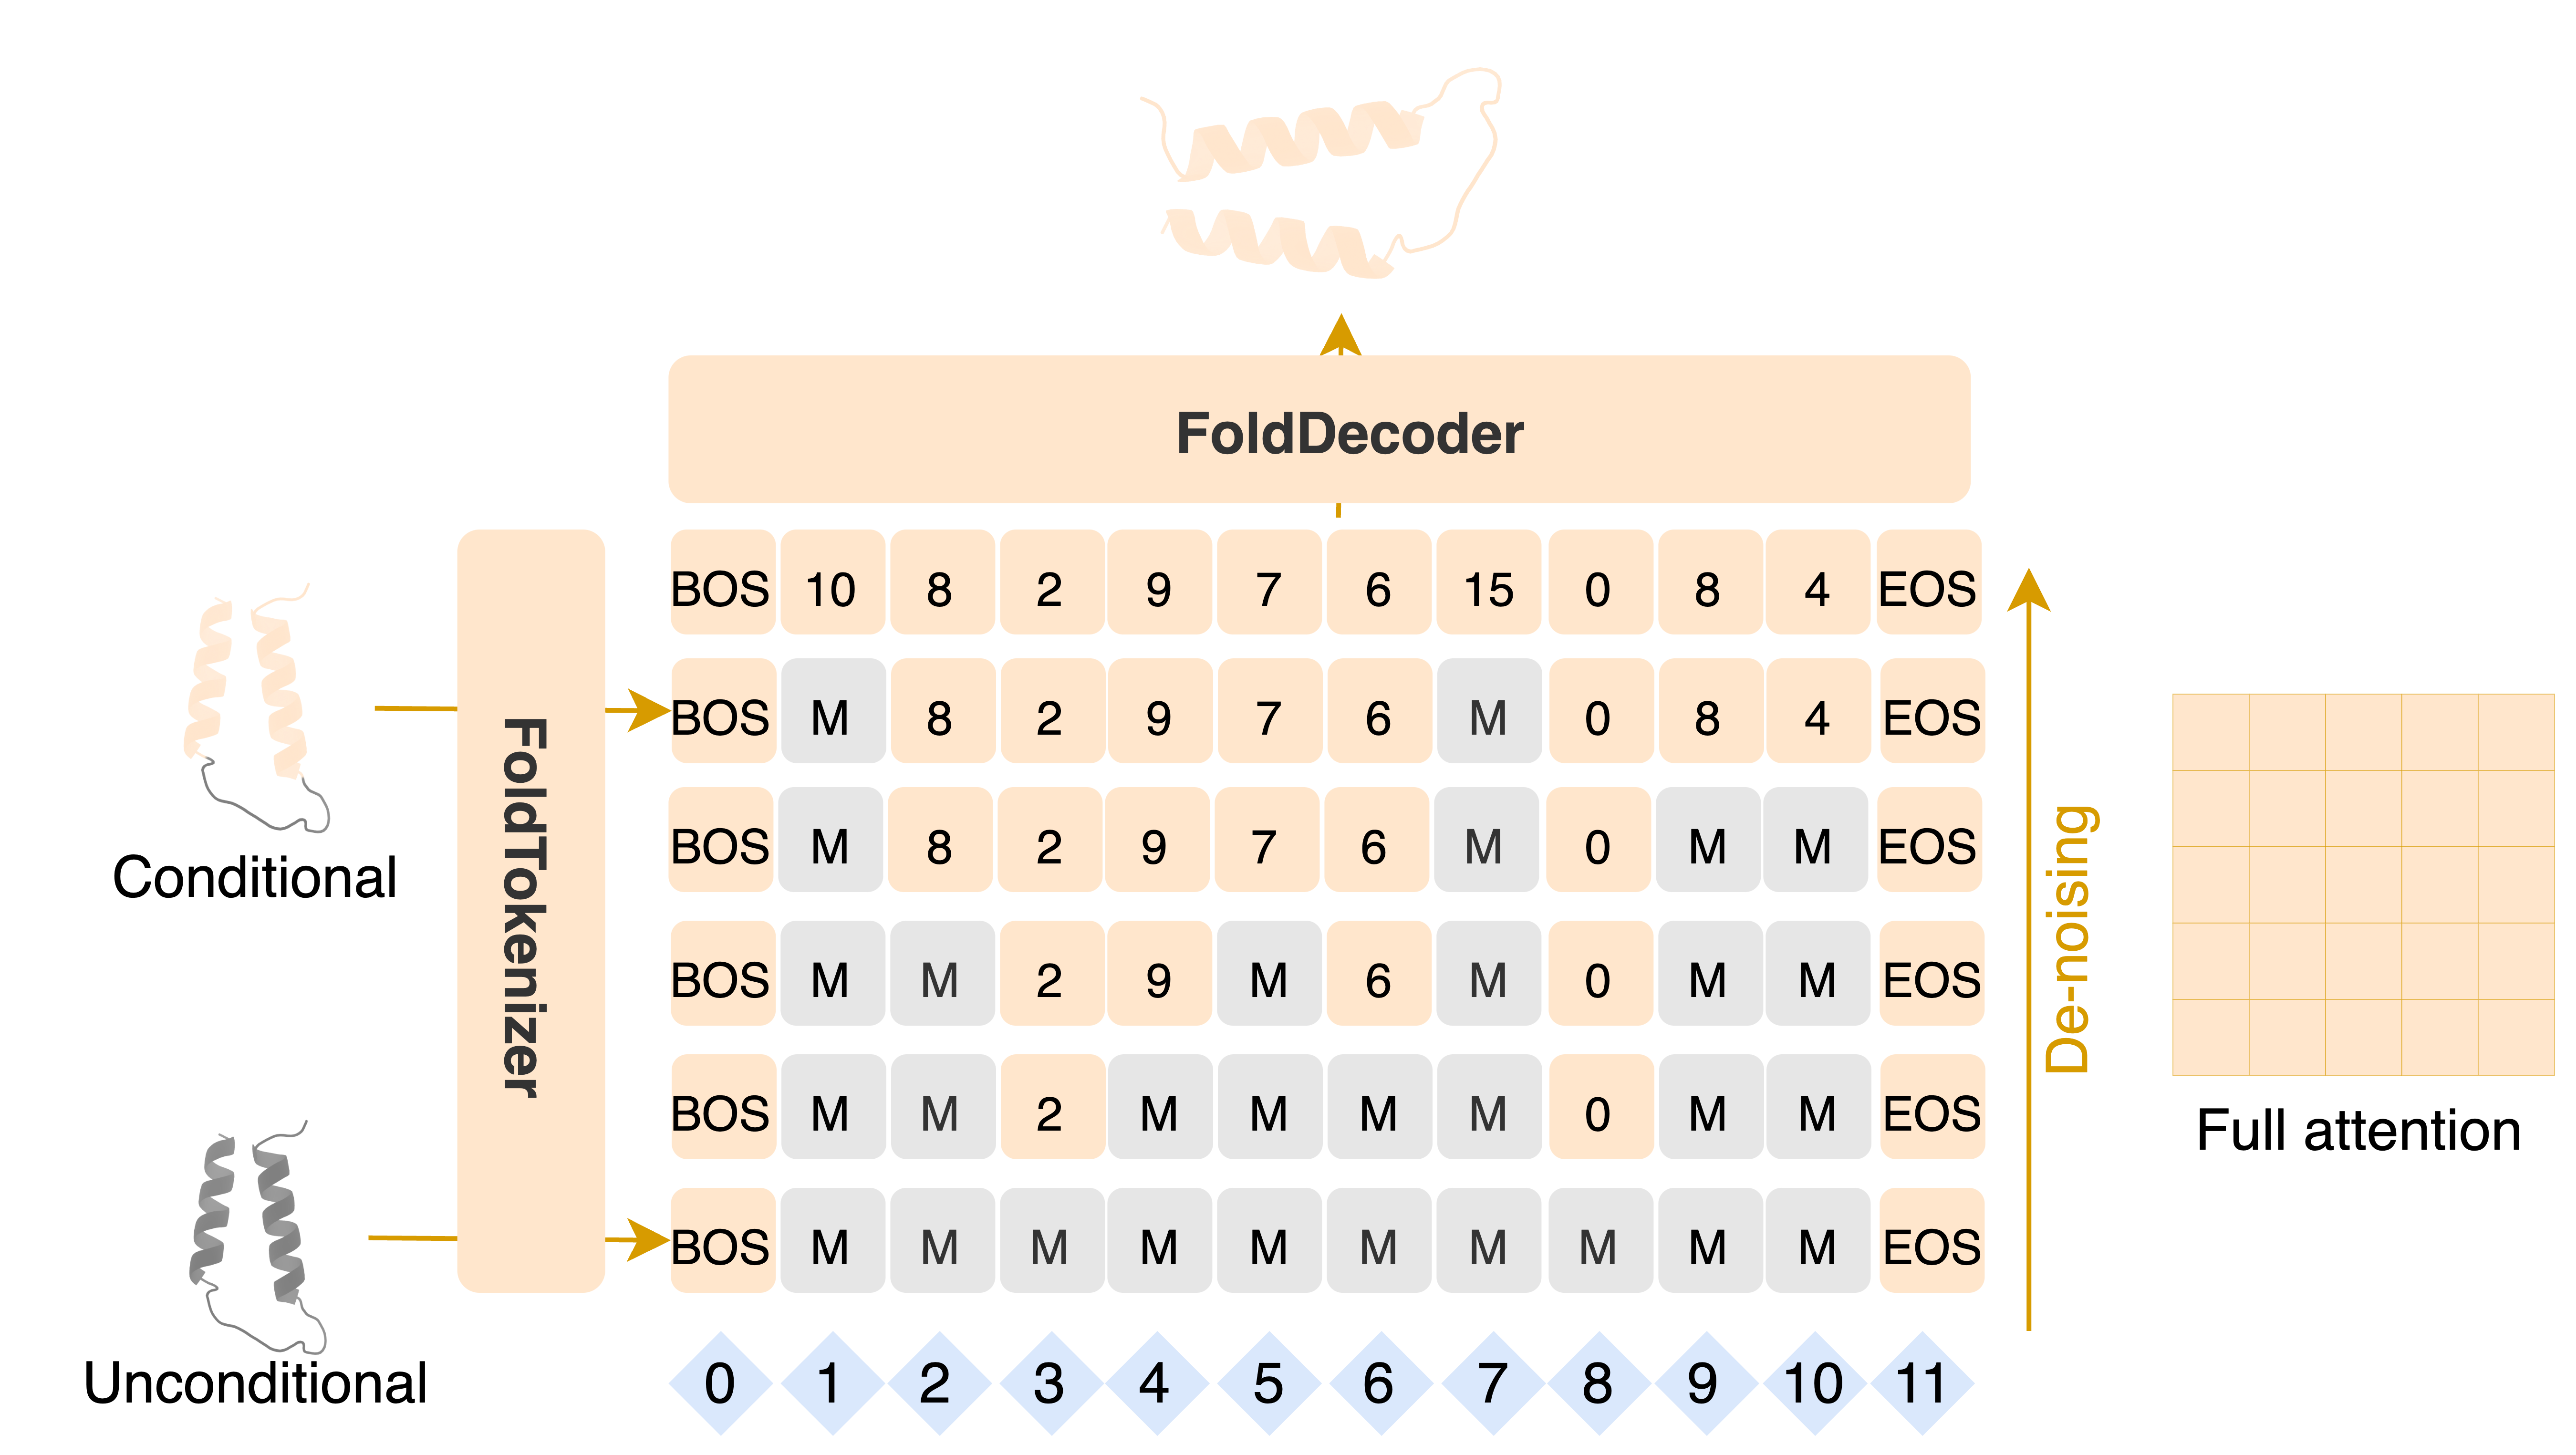 FoldDecoder
FoldTokenizer
BOS 10 8 2 9 7 6 15 0 8 4 EOS
BOS M 8 2 9 7 6 M 0 8 4 EOS
BOS M 8 2 9 7 6 M 0 M M EOS
BOS M M 2 9 M 6 M 0 M M EOS
BOS M M 2 M M M M 0 M M EOS
BOS M M M M M M M M M M EOS
0 1 2 3 4 5 6 7 8 9 10 11
Conditional
Unconditional
De-noising
Full attention